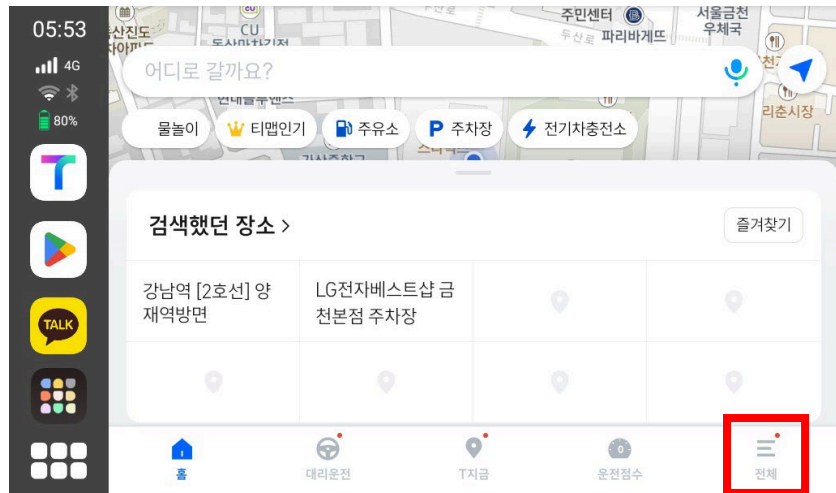 05:53
4G
80%
TALK
CU
주민센터
두산로
파리바게뜨
서울금천
우체국
리춘시장
어디로 갈까요?
물놀이
티맵인기
주유소
P 주차장
전기차충전소
검색했던 장소 >
즐겨찾기
강남역 [2호선] 양
재역방면
LG전자베스트샵 금
천본점 주차장
홈
대리운전
T지금
0
운전점수
전체